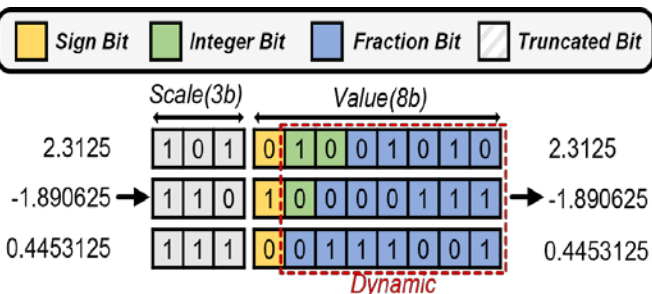 Sign Bit Integer Bit Fraction Bit Truncated Bit
Scale(3b) Value(8b)
2.3125 1 0 1 0 1 0 0 1 0 1 0 2.3125
-1.890625 1 1 0 1 0 0 0 0 1 1 1 -1.890625
0.4453125 1 1 1 0 0 1 1 1 0 0 1 0.4453125
Dynamic